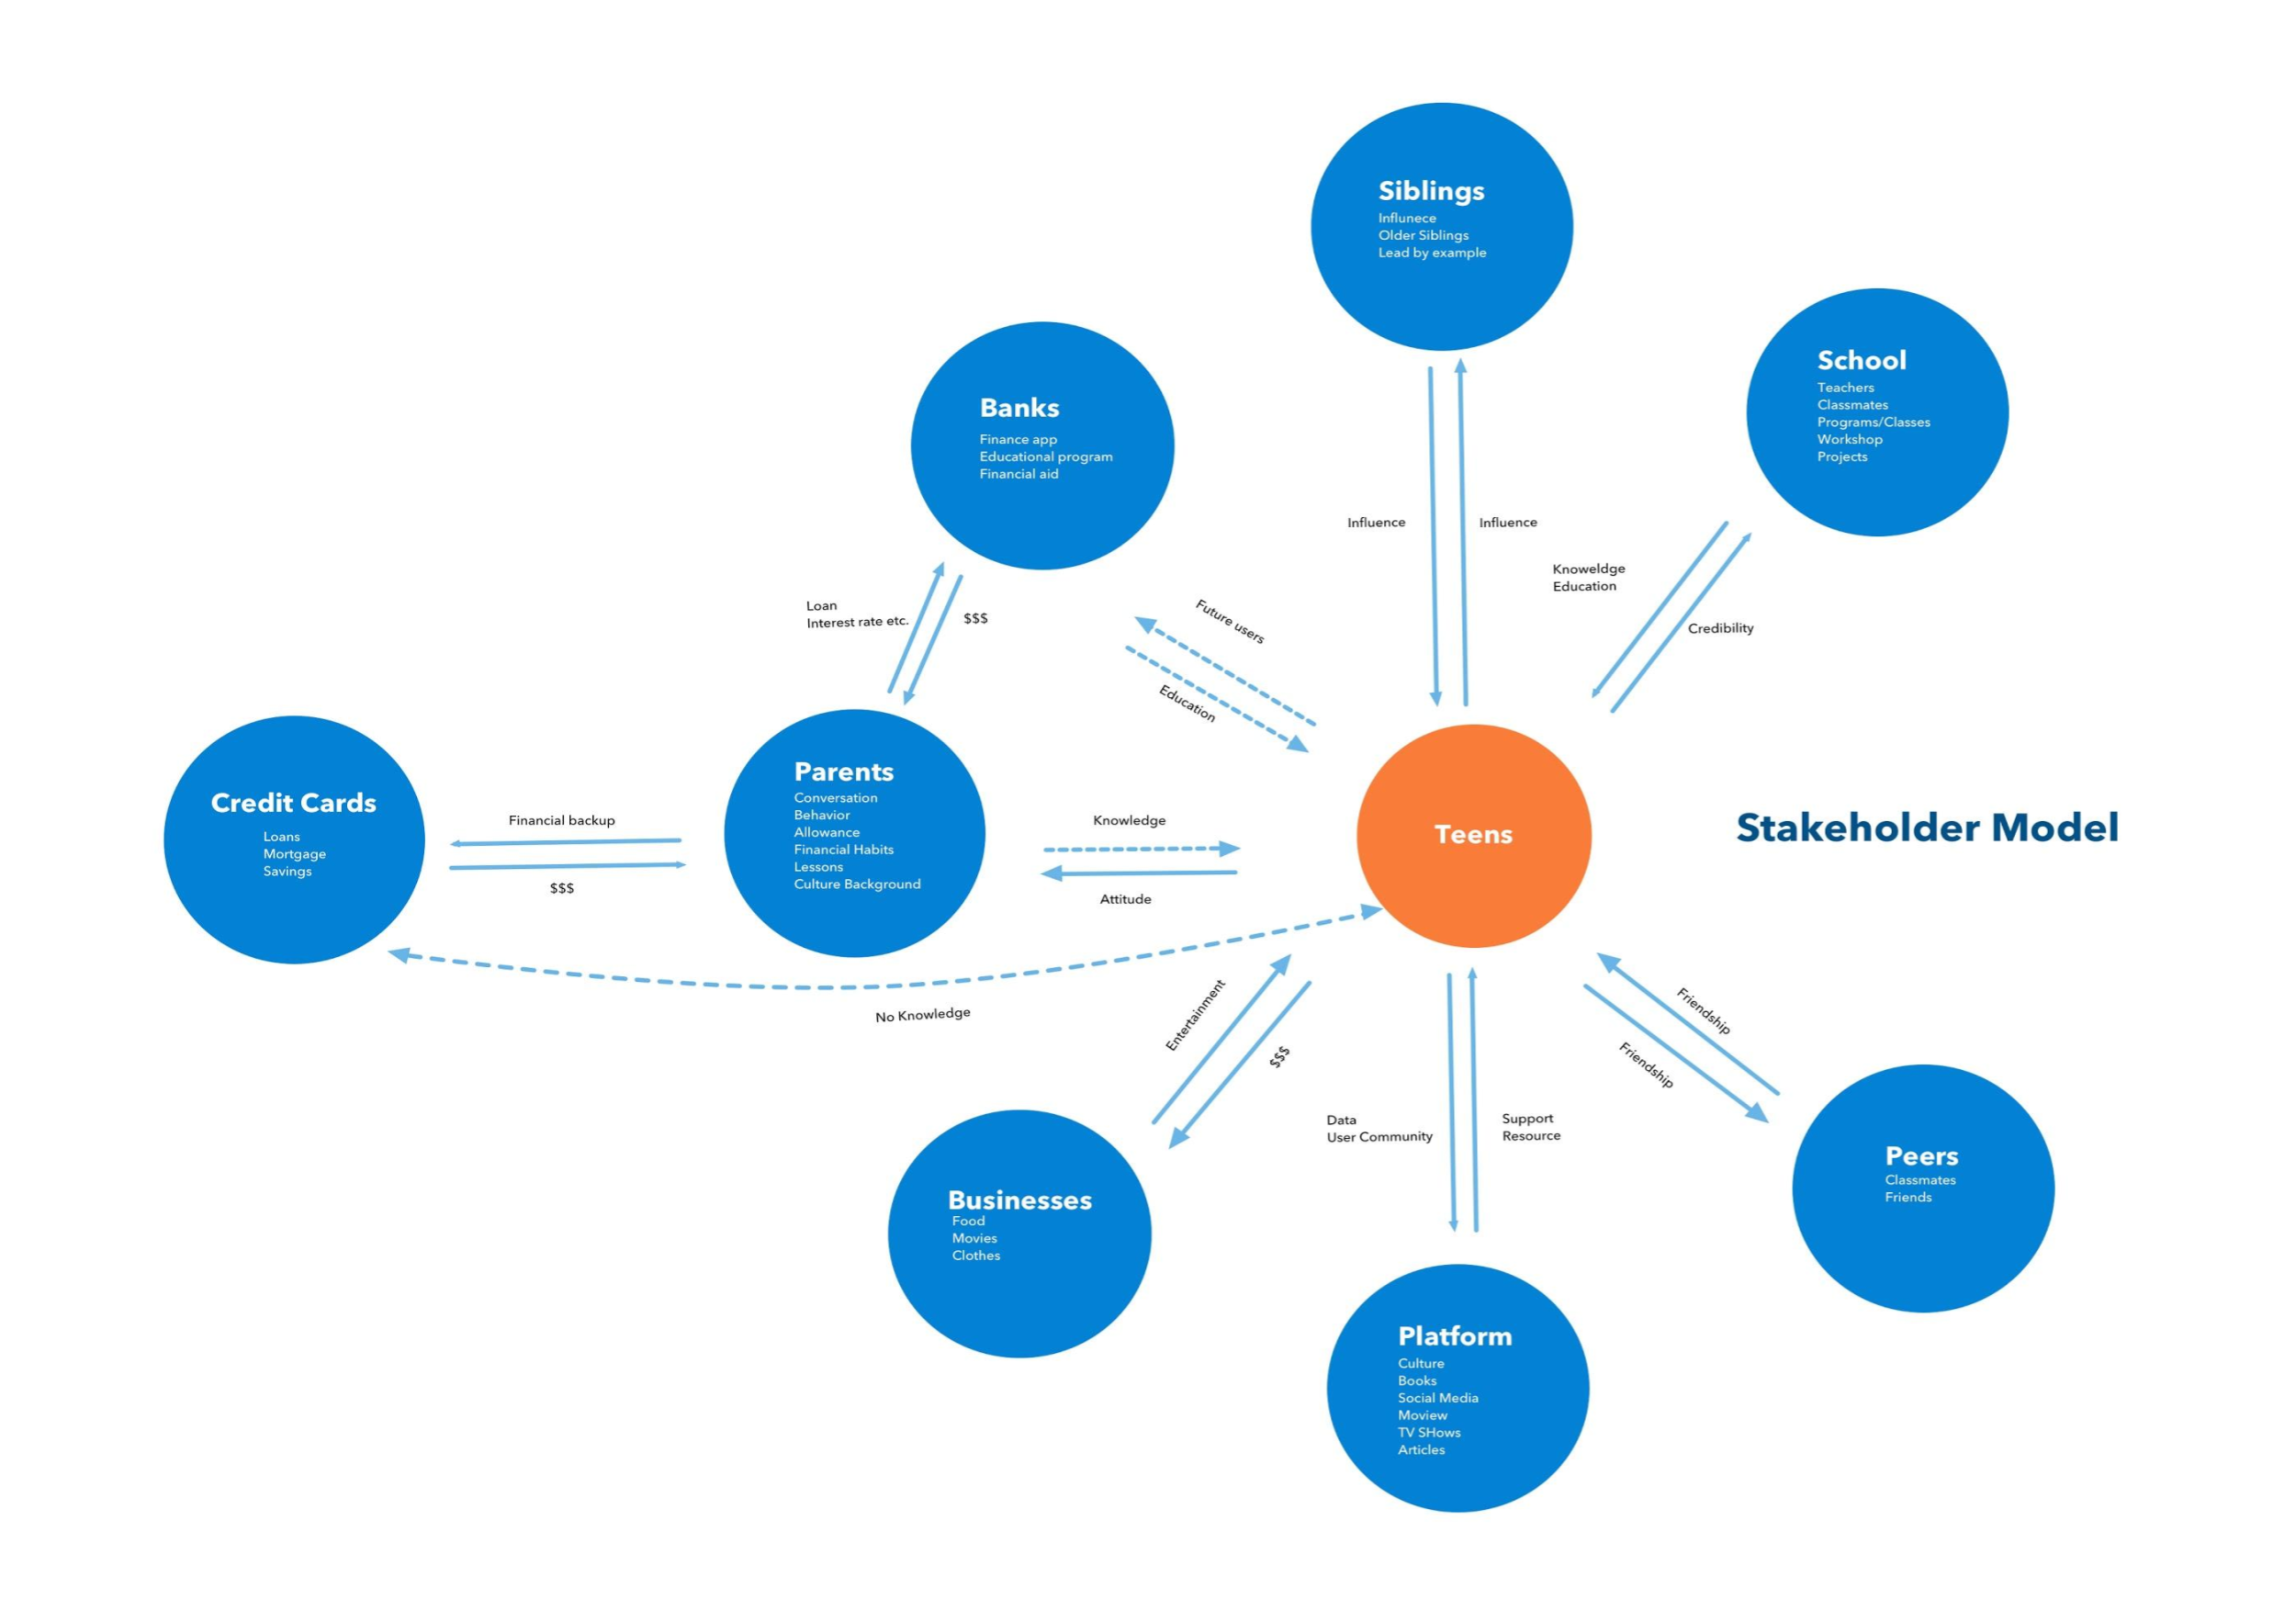 Siblings
Influnece
Older Siblings
Lead by example
School
Teachers
Classmates
Programs/Classes
Workshop
Projects
Banks
Finance app
Educational program
Financial aid
Influence
Influence
Knoweldge
Education
Credibility
Loan
Interest rate etc.
$$$
Future users
Education
Credit Cards
Loans
Mortgage
Savings
Financial backup
$$$
Parents
Conversation
Behavior
Allowance
Financial Habits
Lessons
Culture Background
Knowledge
Attitude
Teens
Stakeholder Model
No Knowledge
Entertainment
$$$
Data
User Community
Support
Resource
Friendship
Friendship
Businesses
Food
Movies
Clothes
Peers
Classmates
Friends
Platform
Culture
Books
Social Media
Moview
TV SHows
Articles